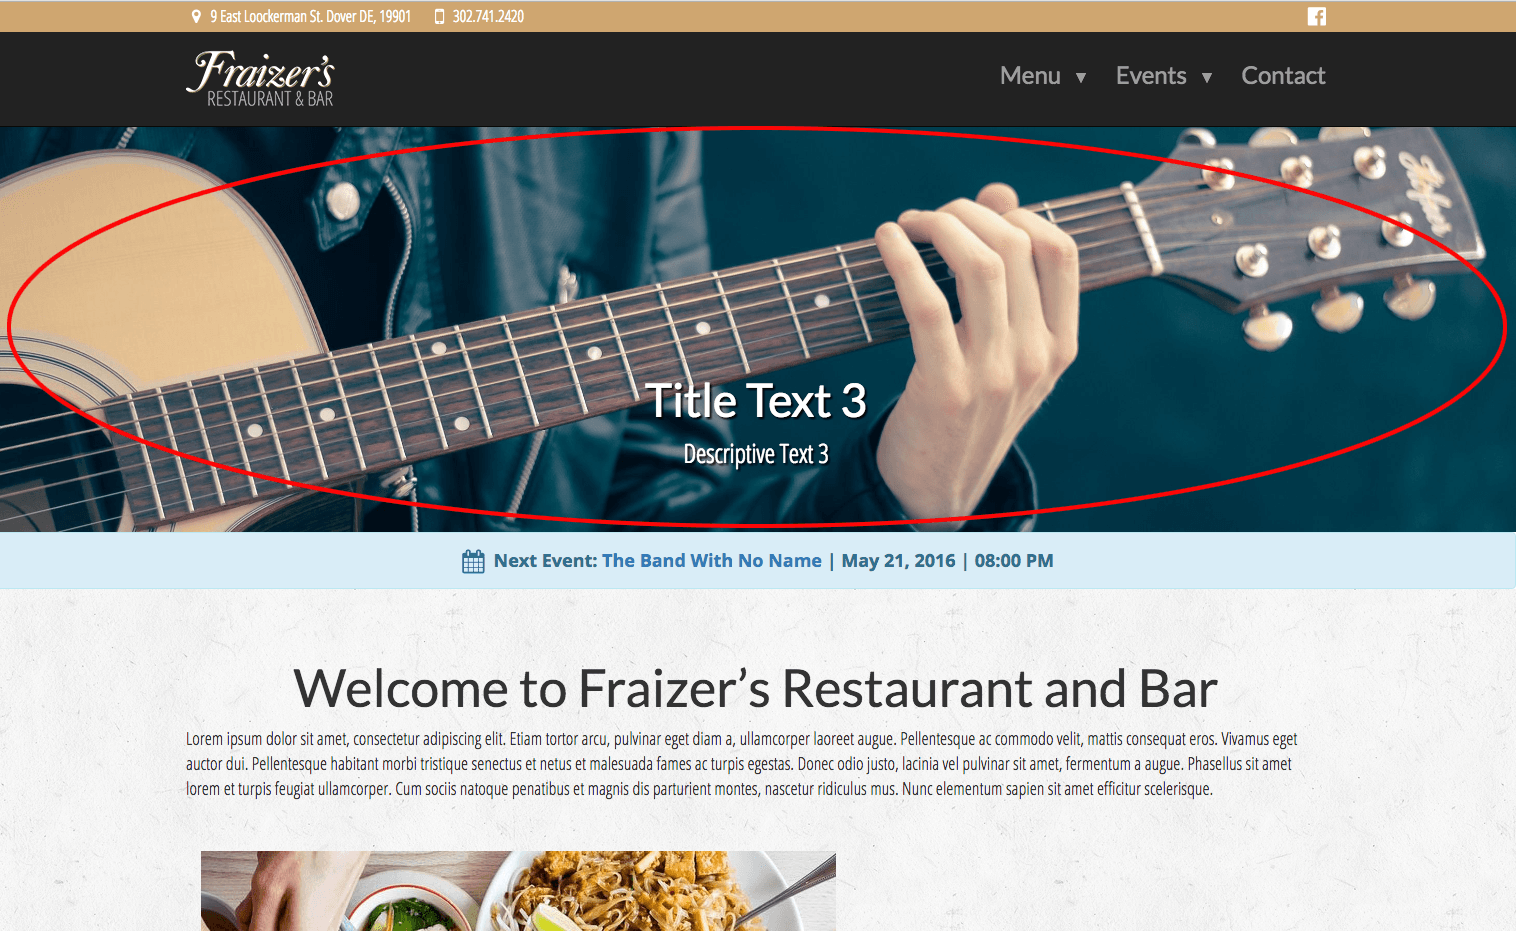 9 East Loockerman St. Dover DE, 19901 302.741.2420
Fraizer's
RESTAURANT & BAR
Menu ▼ Events ▼ Contact
Title Text 3
Descriptive Text 3
Next Event: The Band With No Name | May 21, 2016 | 08:00 PM
Welcome to Fraizer’s Restaurant and Bar
Lorem ipsum dolor sit amet, consectetur adipiscing elit. Etiam tortor arcu, pulvinar eget diam a, ullamcorper laoreet augue. Pellentesque ac commodo velit, mattis consequat eros. Vivamus eget
auctor dui. Pellentesque habitant morbi tristique senectus et netus et malesuada fames ac turpis egestas. Donec odio justo, lacinia vel pulvinar sit amet, fermentum a augue. Phasellus sit amet
lorem et turpis feugiat ullamcorper. Cum sociis natoque penatibus et magnis dis parturient montes, nascetur ridiculus mus. Nunc elementum sapien sit amet efficitur scelerisque.